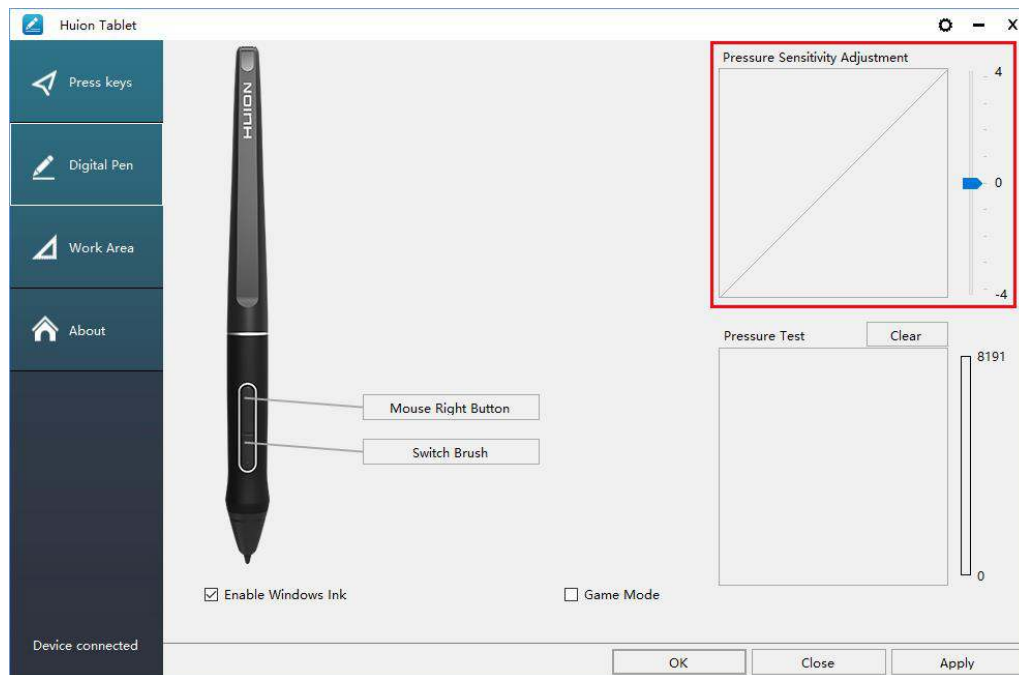 Huion Tablet
X
Press keys
Digital Pen
Work Area
About
Device connected
HUION
Mouse Right Button
Switch Brush
Enable Windows Ink
Game Mode
Pressure Sensitivity Adjustment
4
0
-4
Pressure Test
Clear
8191
0
OK
Close
Apply